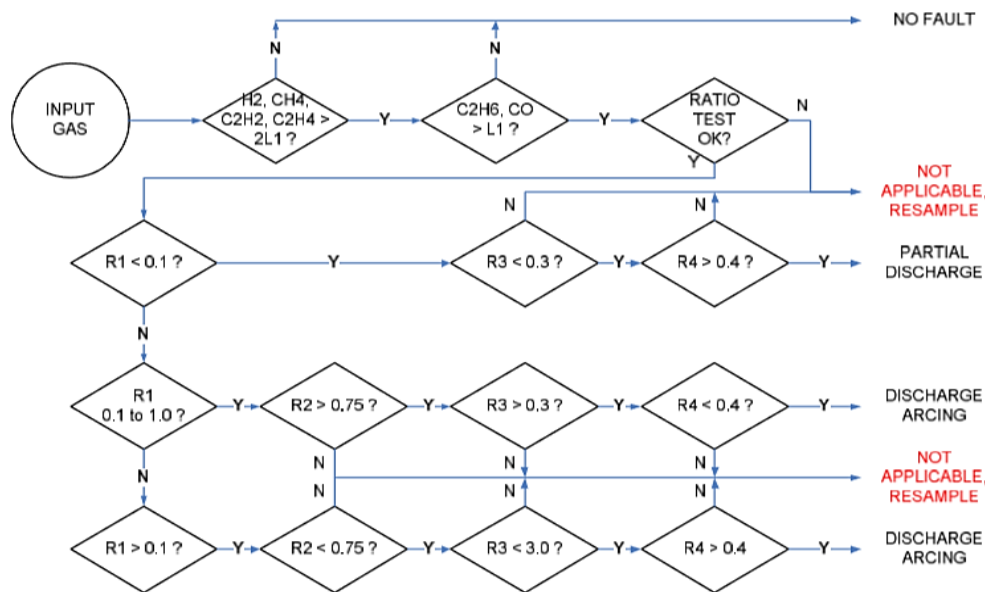 NO FAULT
N
N
INPUT
GAS
H2, CH4,
C2H2, C2H4 >
2L1 ?
Y
C2H6, CO
> L1 ?
Y
RATIO
TEST
OK?
N
Y
NOT
APPLICABLE,
RESAMPLE
N
N
R1 < 0.1 ?
Y
R3 < 0.3 ?
Y
R4 > 0.4 ?
Y
PARTIAL
DISCHARGE
N
R1
0.1 to 1.0 ?
Y
R2 > 0.75 ?
Y
R3 > 0.3 ?
Y
R4 < 0.4 ?
Y
DISCHARGE
ARCING
N
N
N
N
NOT
APPLICABLE,
RESAMPLE
N
N
N
R1 > 0.1 ?
Y
R2 < 0.75 ?
Y
R3 < 3.0 ?
Y
R4 > 0.4
Y
DISCHARGE
ARCING